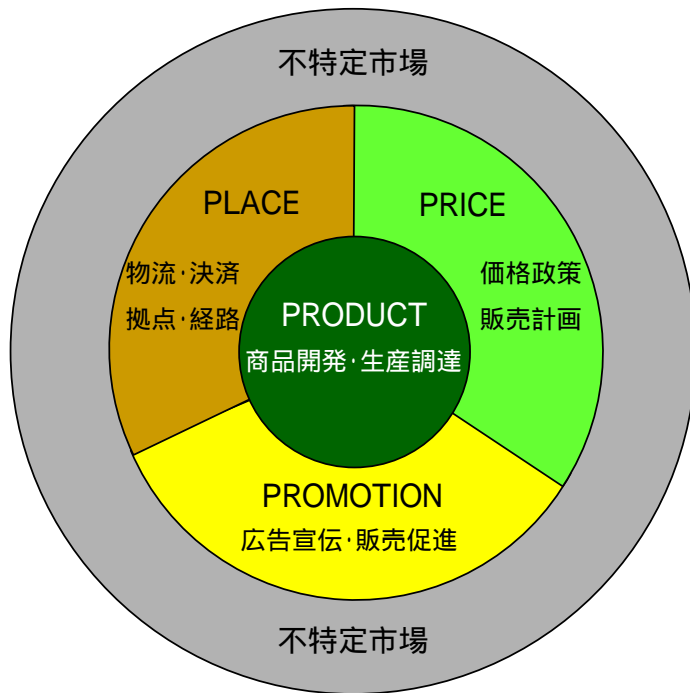 不特定市場
PLACE
物流·決済
拠点·経路
PRICE
価格政策
販売計画
PRODUCT
商品開発·生産調達
PROMOTION
広告宣伝·販売促進
不特定市場